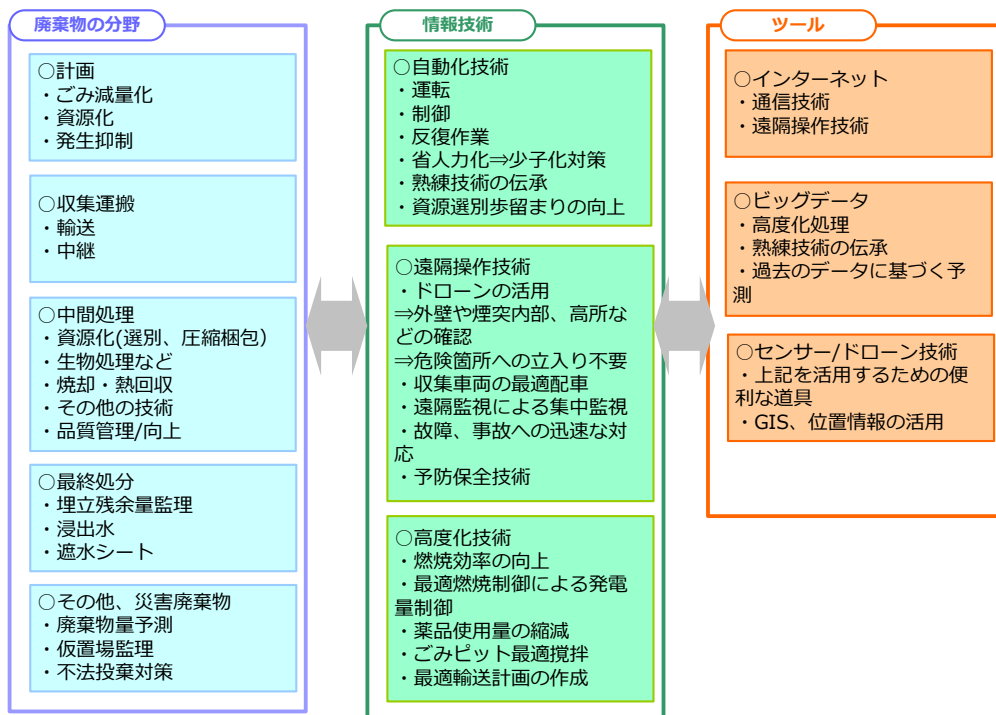 廃棄物の分野
○計画
・ごみ減量化
・資源化
・発生抑制
○収集運搬
・輸送
・中継
○中間処理
・資源化(選別、圧縮梱包）
・生物処理など
・焼却・熱回収
・その他の技術
・品質管理/向上
○最終処分
・埋立残余量監理
・浸出水
・遮水シート
○その他、災害廃棄物
・廃棄物量予測
・仮置場監理
・不法投棄対策
情報技術
○自動化技術
・運転
・制御
・反復作業
・省人力化⇒少子化対策
・熟練技術の伝承
・資源選別歩留まりの向上
○遠隔操作技術
・ドローンの活用
⇒外壁や煙突内部、高所な
どの確認
⇒危険箇所への立入り不要
・収集車両の最適配車
・遠隔監視による集中監視
・故障、事故への迅速な対
応
・予防保全技術
○高度化技術
・燃焼効率の向上
・最適燃焼制御による発電
量制御
・薬品使用量の縮減
・ごみピット最適撹拌
・最適輸送計画の作成
ツール
○インターネット
・通信技術
・遠隔操作技術
○ビッグデータ
・高度化処理
・熟練技術の伝承
・過去のデータに基づく予
測
○センサー/ドローン技術
・上記を活用するための便
利な道具
・GIS、位置情報の活用